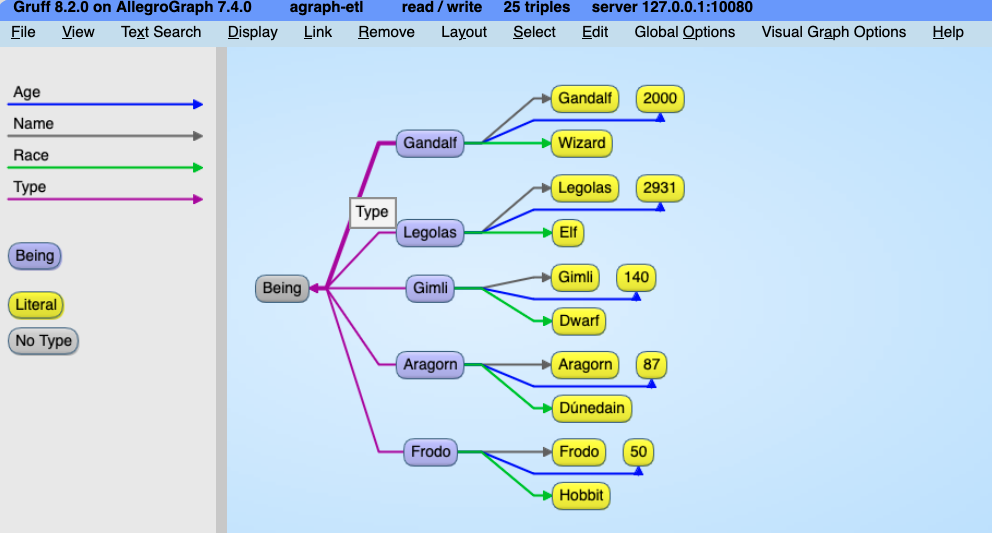 Gruff 8.2.0 on AllegroGraph 7.4.0 agraph-etl read / write 25 triples server 127.0.0.1:10080
File View Text Search Display Link Remove Layout Select Edit Global Options Visual Graph Options Help
Age
Name
Race
Type
Being
Literal
No Type
Being
Type
Gandalf
Gandalf 2000
Wizard
Legolas
Legolas 2931
Elf
Gimli
Gimli 140
Dwarf
Aragorn
Aragorn 87
Dúnedain
Frodo
Frodo 50
Hobbit